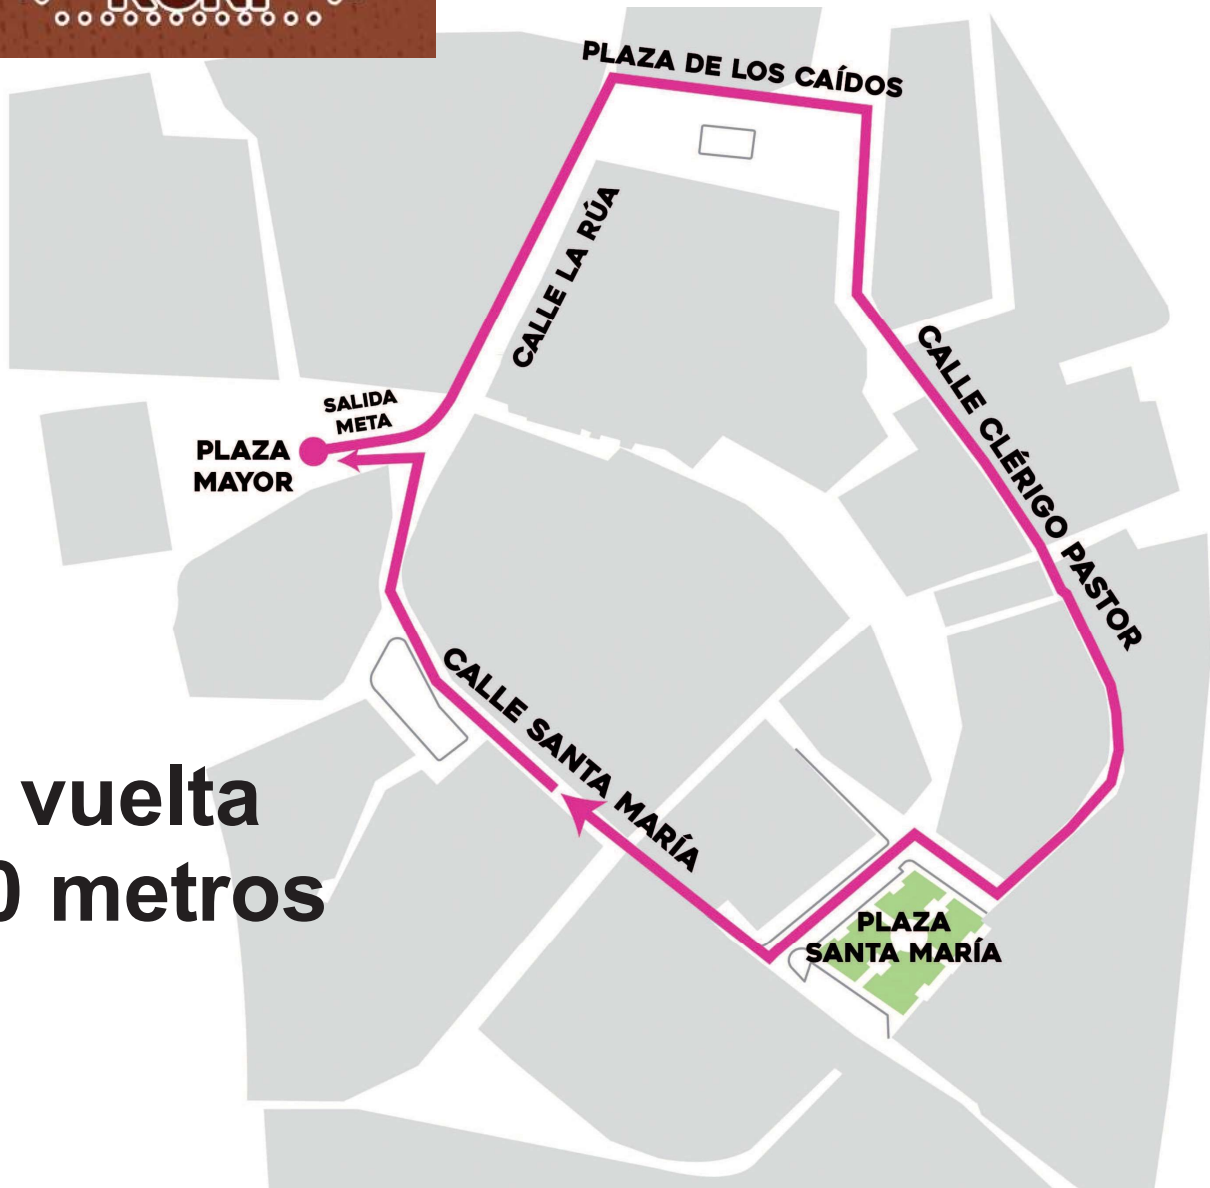 PLAZA DE LOS CAÍDOS
CALLE LA RÚA
SALIDA
META
PLAZA
MAYOR
CALLE CLÉRIGO PASTOR
CALLE SANTA MARÍA
vuelta
0 metros
PLAZA
SANTA MARÍA